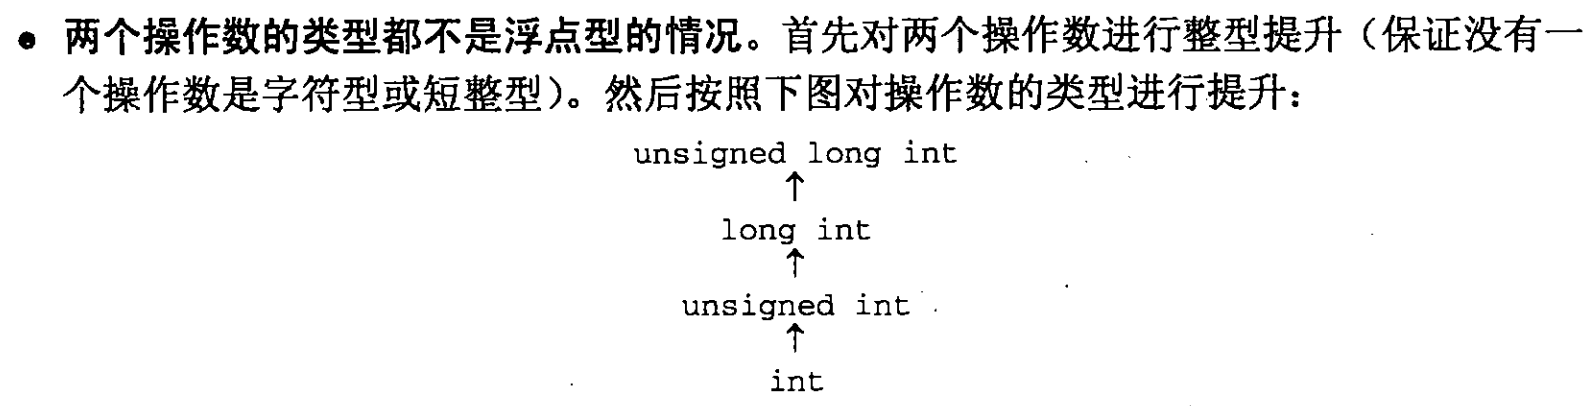 ● 两个操作数的类型都不是浮点型的情况。首先对两个操作数进行整型提升（保证没有一
个操作数是字符型或短整型）。然后按照下图对操作数的类型进行提升：
unsigned long int
↑
long int
↑
unsigned int
↑
int